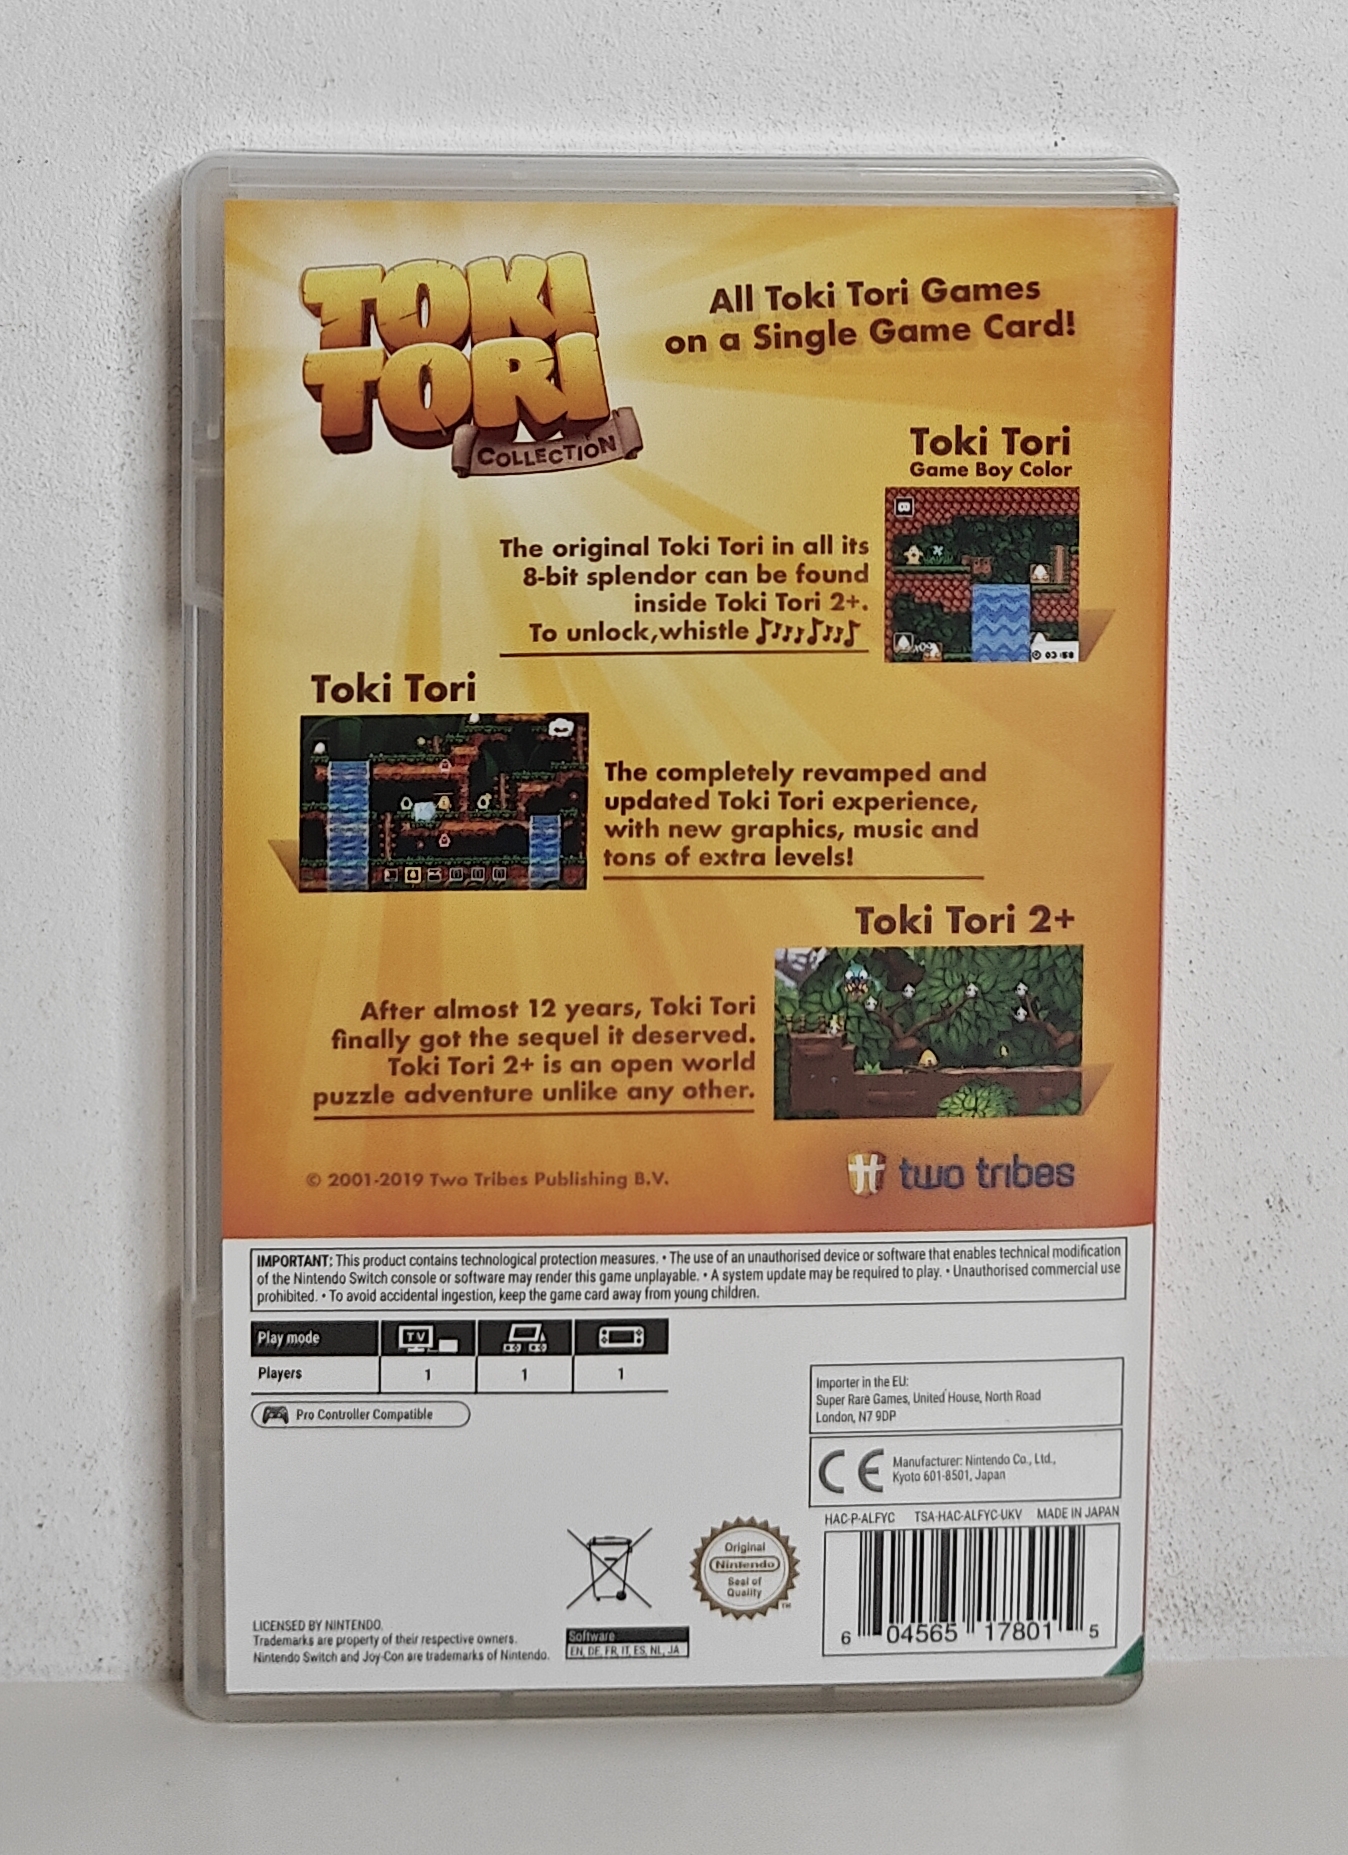 TOKI
TORI
COLLECTION
All Toki Tori Games
on a Single Game Card!
Toki Tori
Game Boy Color
The original Toki Tori in all its
8-bit splendor can be found
inside Toki Tori 2+.
To unlock, whistle
03:58
Toki Tori
The completely revamped and
updated Toki Tori experience,
with new graphics, music and
tons of extra levels!
Toki Tori 2+
After almost 12 years, Toki Tori
finally got the sequel it deserved.
Toki Tori 2+ is an open world
puzzle adventure unlike any other.
© 2001-2019 Two Tribes Publishing B.V.
two tribes
IMPORTANT: This product contains technological protection measures. • The use of an unauthorised device or software that enables technical modification
of the Nintendo Switch console or software may render this game unplayable. • A system update may be required to play. • Unauthorised commercial use
prohibited. • To avoid accidental ingestion, keep the game card away from young children.
Play mode TV
Players 1 1 1
Pro Controller Compatible
Importer in the EU:
Super Rare Games, United House, North Road
London, N7 9DP
CE
Manufacturer: Nintendo Co., Ltd.,
Kyoto 601-8501, Japan
HAC-P-ALFYC TSA-HAC-ALFYC-UKV MADE IN JAPAN
6 04565 17801 5
Original
Nintendo
Seal of
Quality
TM
LICENSED BY NINTENDO.
Trademarks are property of their respective owners.
Nintendo Switch and Joy-Con are trademarks of Nintendo.
Software
EN, DE, FR, IT, ES, NL, JA